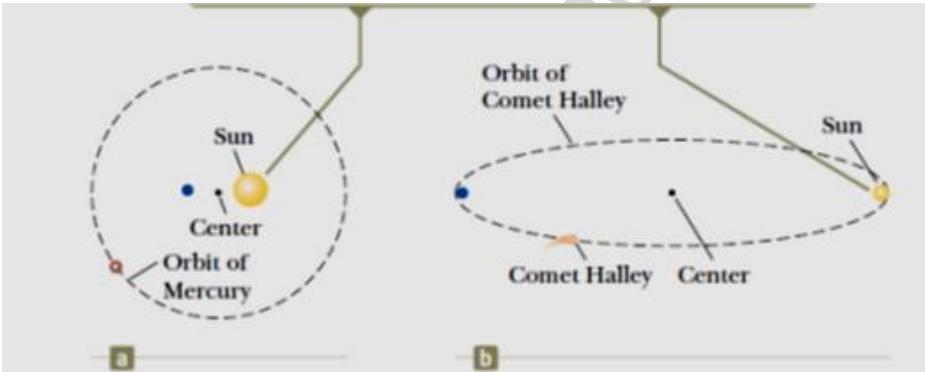 Sun
Center
Orbit of
Mercury
a
Orbit of
Comet Halley
Sun
Comet Halley
Center
b